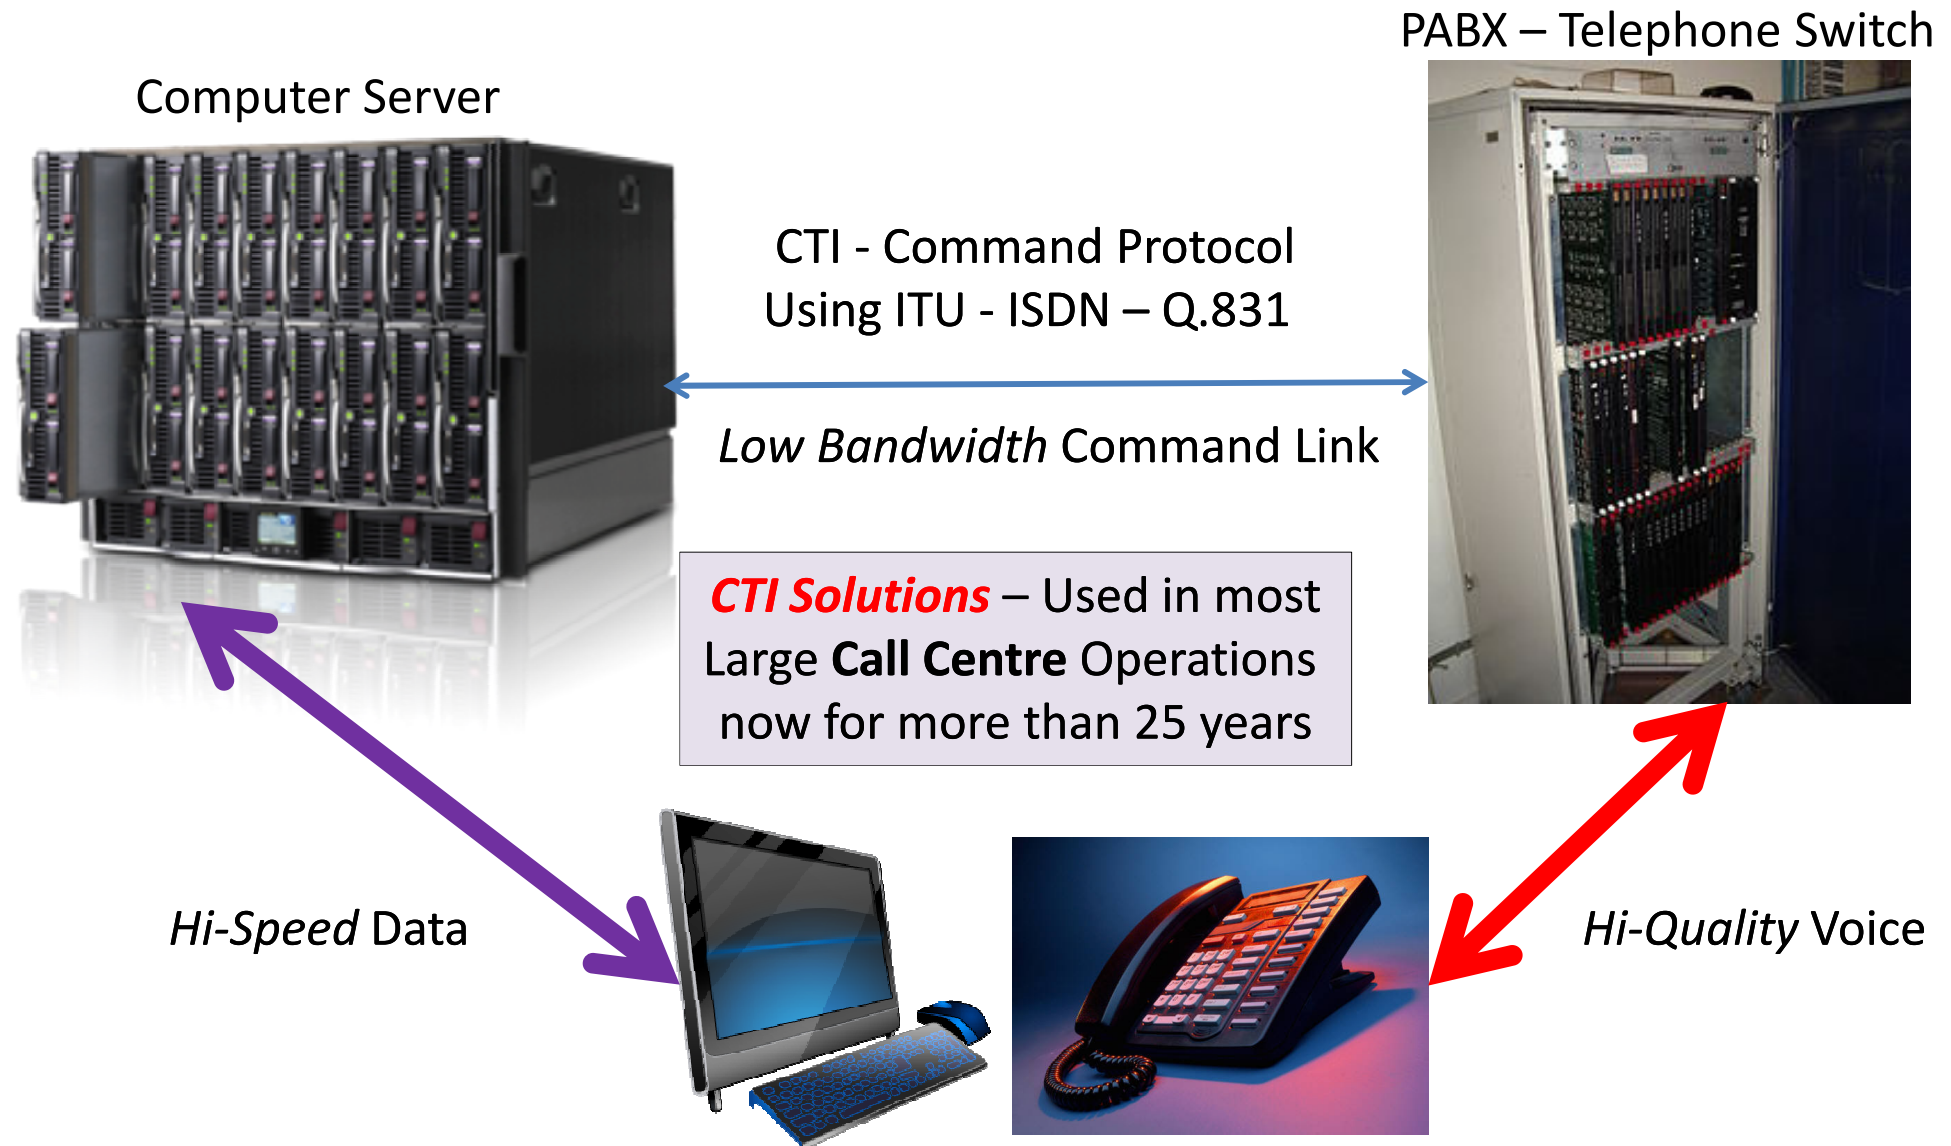 PABX – Telephone Switch
Computer Server
CTI - Command Protocol
Using ITU - ISDN – Q.831
Low Bandwidth Command Link
CTI Solutions – Used in most
Large Call Centre Operations
now for more than 25 years
Hi-Speed Data
Hi-Quality Voice